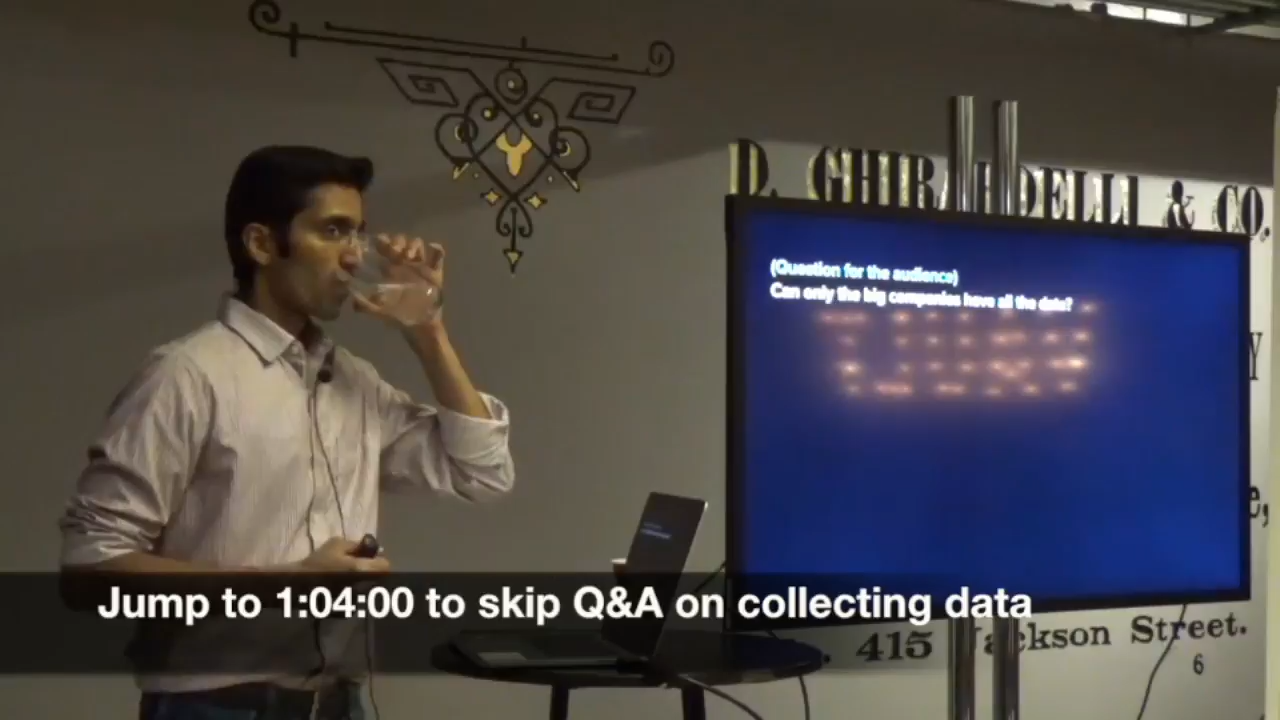 D. GHIRARDELLI & CO.
(Question for the audience)
Can only the big companies have all the data?
Jump to 1:04:00 to skip Q&A on collecting data
415 Jackson Street.
6